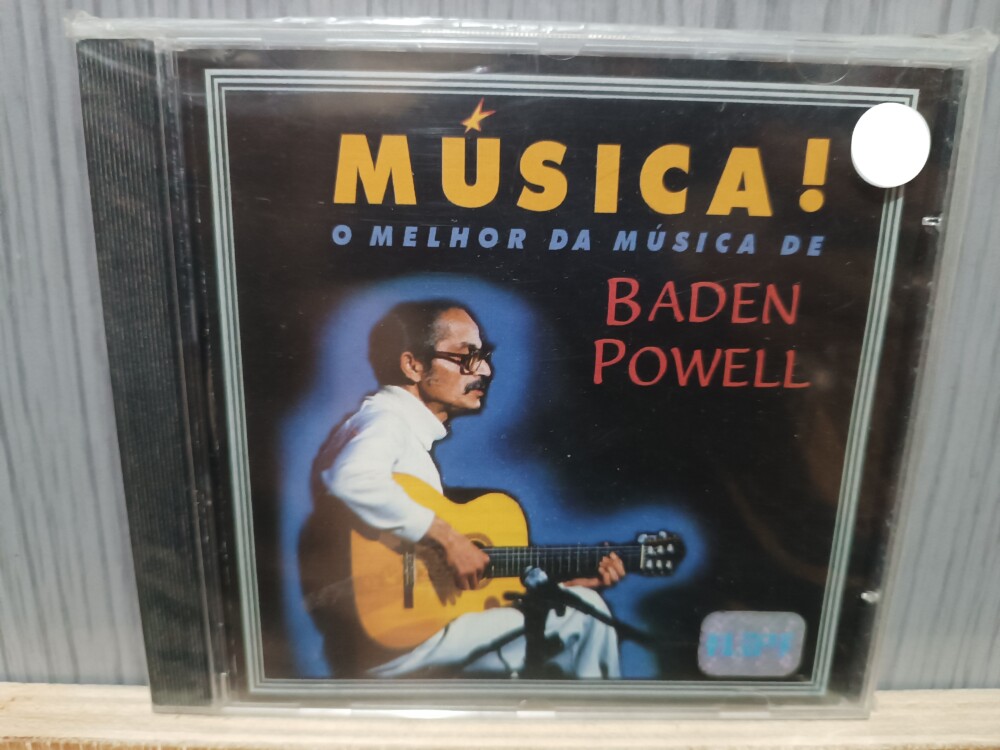 MÚSICA!
O MELHOR DA MÚSICA DE
BADEN
POWELL